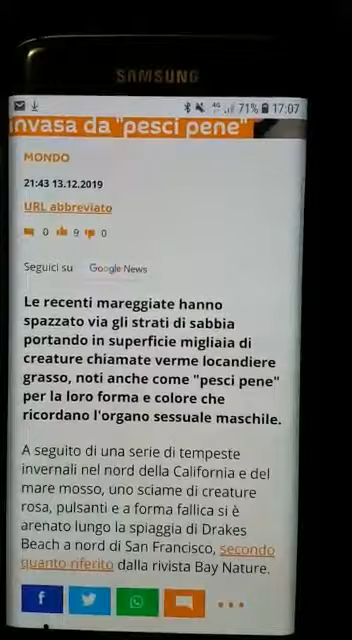 SAMSUNG
4G 71% 17:07
invasa da "pesci pene"
MONDO
21:43 13.12.2019
URL abbreviato
0 9 0
Seguici su Google News
Le recenti mareggiate hanno
spazzato via gli strati di sabbia
portando in superficie migliaia di
creature chiamate verme locandiere
grasso, noti anche come "pesci pene"
per la loro forma e colore che
ricordano l'organo sessuale maschile.
A seguito di una serie di tempeste
invernali nel nord della California e del
mare mosso, uno sciame di creature
rosa, pulsanti e a forma fallica si è
arenato lungo la spiaggia di Drakes
Beach a nord di San Francisco, secondo
quanto riferito dalla rivista Bay Nature.
f